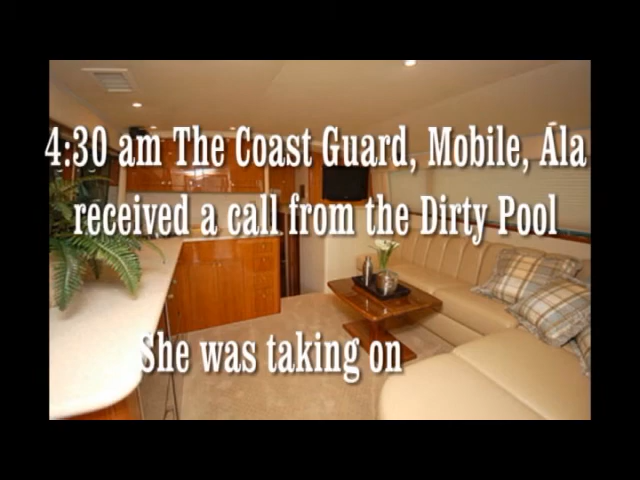 4:30 am The Coast Guard, Mobile, Ala
received a call from the Dirty Pool
She was taking on